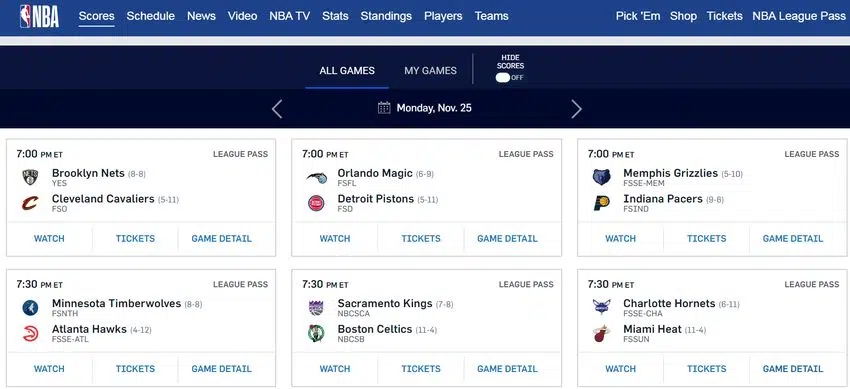 NBA Scores Schedule News Video NBA TV Stats Standings Players Teams Pick 'Em Shop Tickets NBA League Pass
ALL GAMES MY GAMES HIDE SCORES OFF
Monday, Nov. 25
7:00 PM ET LEAGUE PASS
Brooklyn Nets (8-8)
YES
Cleveland Cavaliers (5-11)
FSO
WATCH TICKETS GAME DETAIL
7:00 PM ET LEAGUE PASS
Orlando Magic (6-9)
FSFL
Detroit Pistons (5-11)
FSD
WATCH TICKETS GAME DETAIL
7:00 PM ET LEAGUE PASS
Memphis Grizzlies (5-10)
FSSE-MEM
Indiana Pacers (9-6)
FSIND
WATCH TICKETS GAME DETAIL
7:30 PM ET LEAGUE PASS
Minnesota Timberwolves (8-8)
FSNTH
Atlanta Hawks (4-12)
FSSE-ATL
WATCH TICKETS GAME DETAIL
7:30 PM ET LEAGUE PASS
Sacramento Kings (7-8)
NBCSCA
Boston Celtics (11-4)
NBCSB
WATCH TICKETS GAME DETAIL
7:30 PM ET LEAGUE PASS
Charlotte Hornets (6-11)
FSSE-CHA
Miami Heat (11-4)
FSSUN
WATCH TICKETS GAME DETAIL